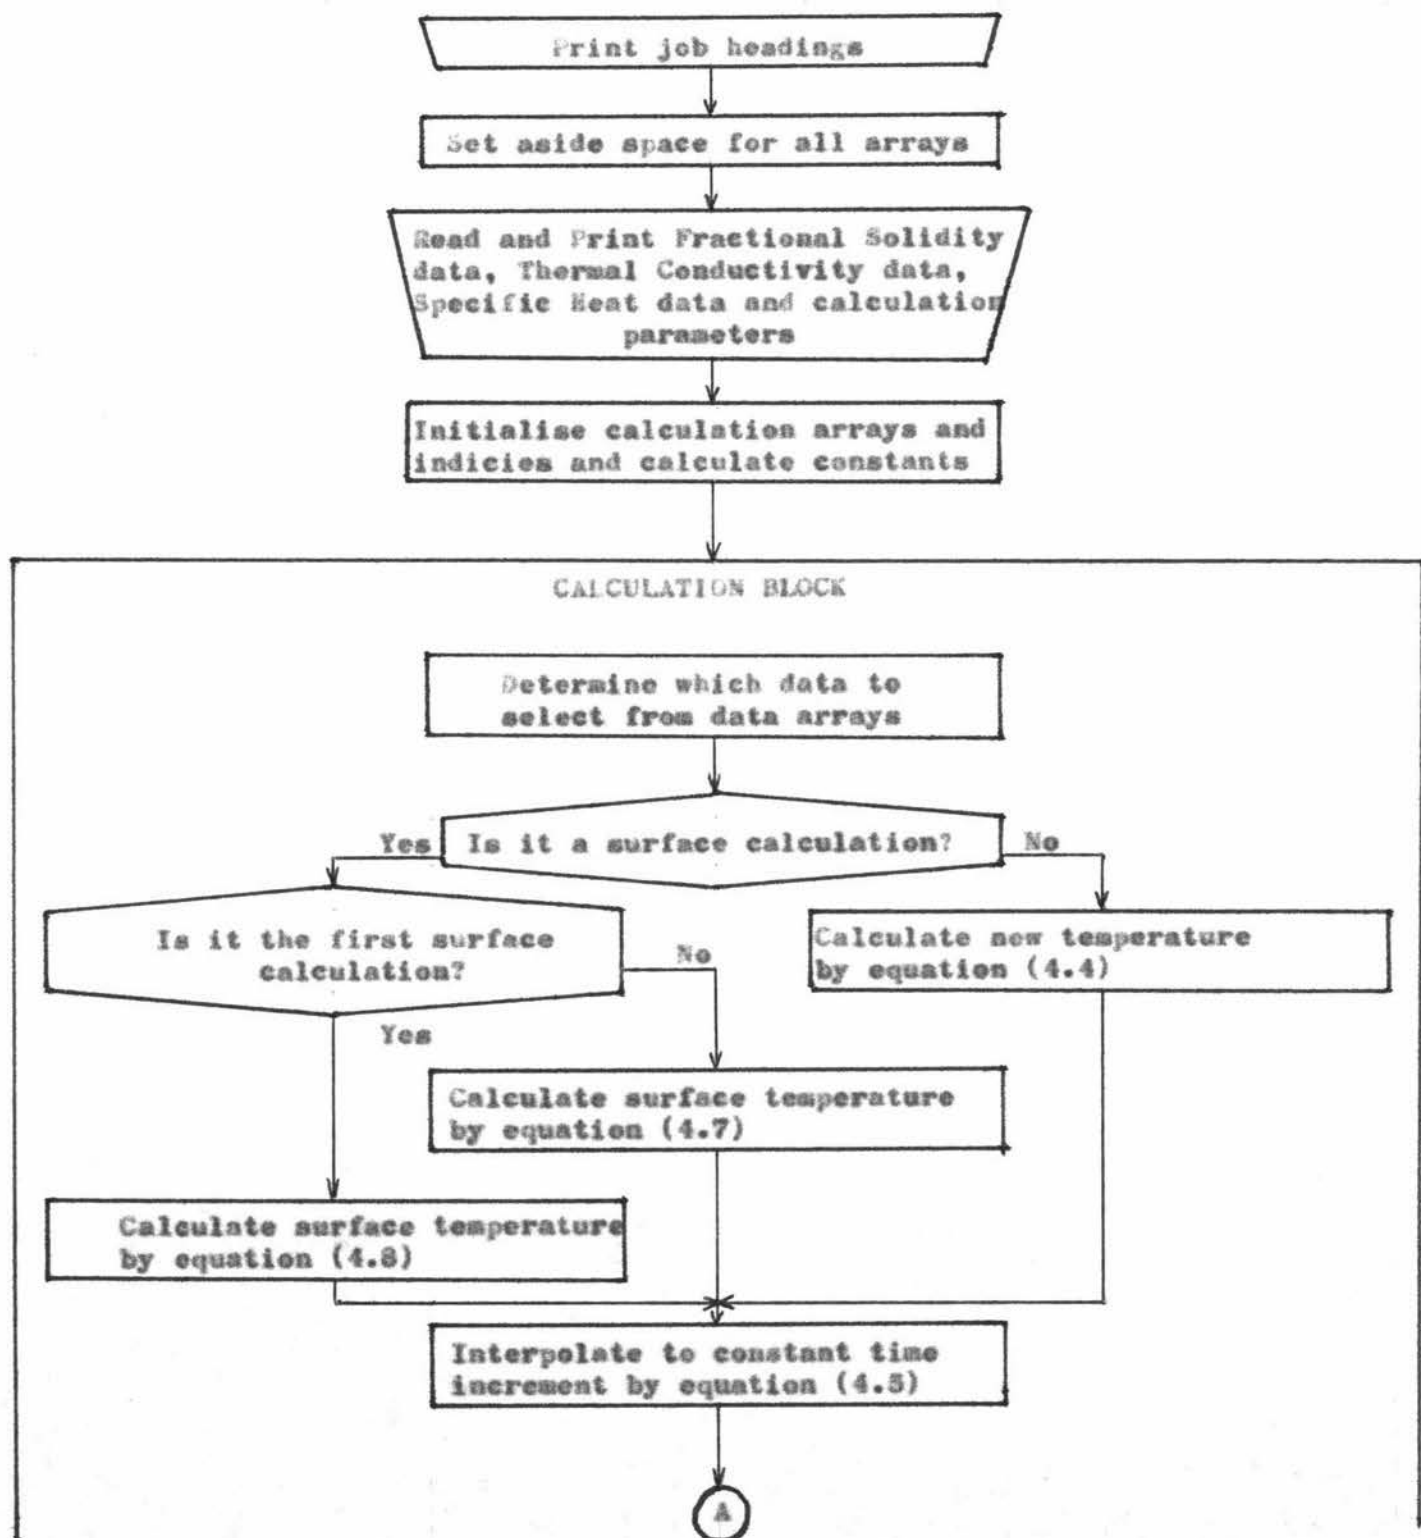 Print job headings
Set aside space for all arrays
Read and Print Fractional Solidity
data, Thermal Conductivity data,
Specific Heat data and calculation
parameters
Initialise calculation arrays and
indicies and calculate constants
CALCULATION BLOCK
Determine which data to
select from data arrays
Yes
Is it a surface calculation?
No
Is it the first surface
calculation?
No
Calculate new temperature
by equation (4.4)
Yes
Calculate surface temperature
by equation (4.7)
Calculate surface temperature
by equation (4.8)
Interpolate to constant time
increment by equation (4.5)
A